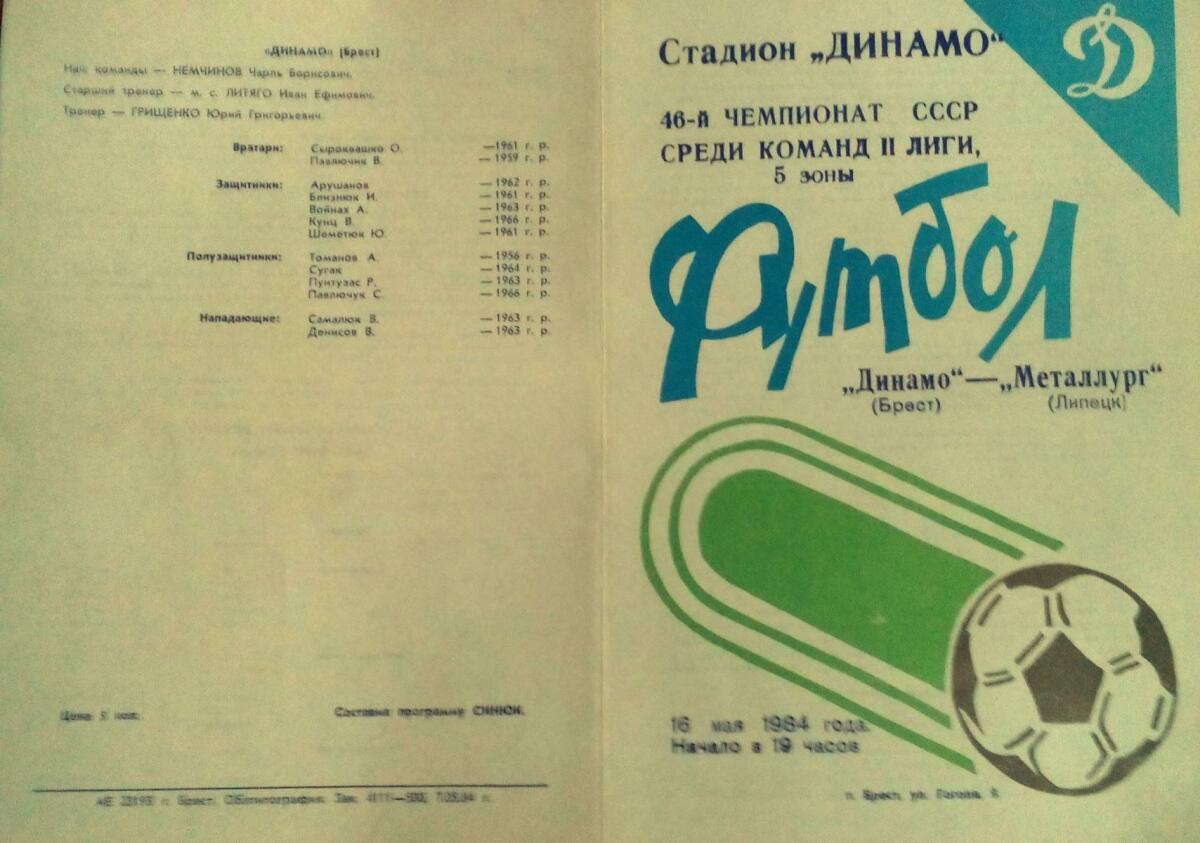 «ДИНАМО» (Брест)
Нач. команды — НЕМЧИНОВ Чарль Борисович.
Старший тренер — м. с. ЛИТЯГО Иван Ефимович.
Тренер — ГРИЩЕНКО Юрий Григорьевич.
Вратари: Сыроквашко О. —1961 г. р.
Павлючик В. — 1959 г. р.
Защитники: Арушанов — 1962 г. р.
Близнюк И. — 1961 г. р.
Войнах А. — 1963 г. р.
Кунц В. — 1966 г. р.
Шеметюк Ю. — 1961 г. р.
Полузащитники: Томанов А. — 1956 г. р.
Сугак — 1964 г. р.
Пунтузас Р. — 1963 г. р.
Павлючук С. — 1966 г. р.
Нападающие: Самалюк В. — 1963 г. р.
Денисов В. — 1963 г. р.
Цена 5 коп.
Составил программу СИНЮК.
г. Брест. Облтипография. Зак.
Стадион „ДИНАМО“
Д
46-й ЧЕМПИОНАТ СССР
СРЕДИ КОМАНД II ЛИГИ,
5 зоны
Футбол
„Динамо“—„Металлург“
(Брест) (Липецк)
16 мая 1984 года.
Начало в 19 часов
г. Брест, ул. Гоголя,